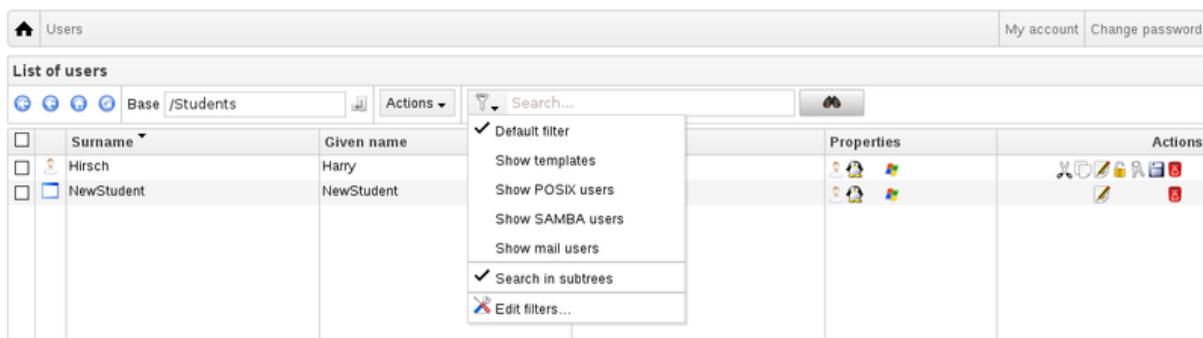 Users My account Change password
List of users
Base /Students Actions Search...
Surname Given name Properties Actions
Default filter
Show templates
Hirsch Harry
Show POSIX users
NewStudent NewStudent
Show SAMBA users
Show mail users
Search in subtrees
Edit filters...